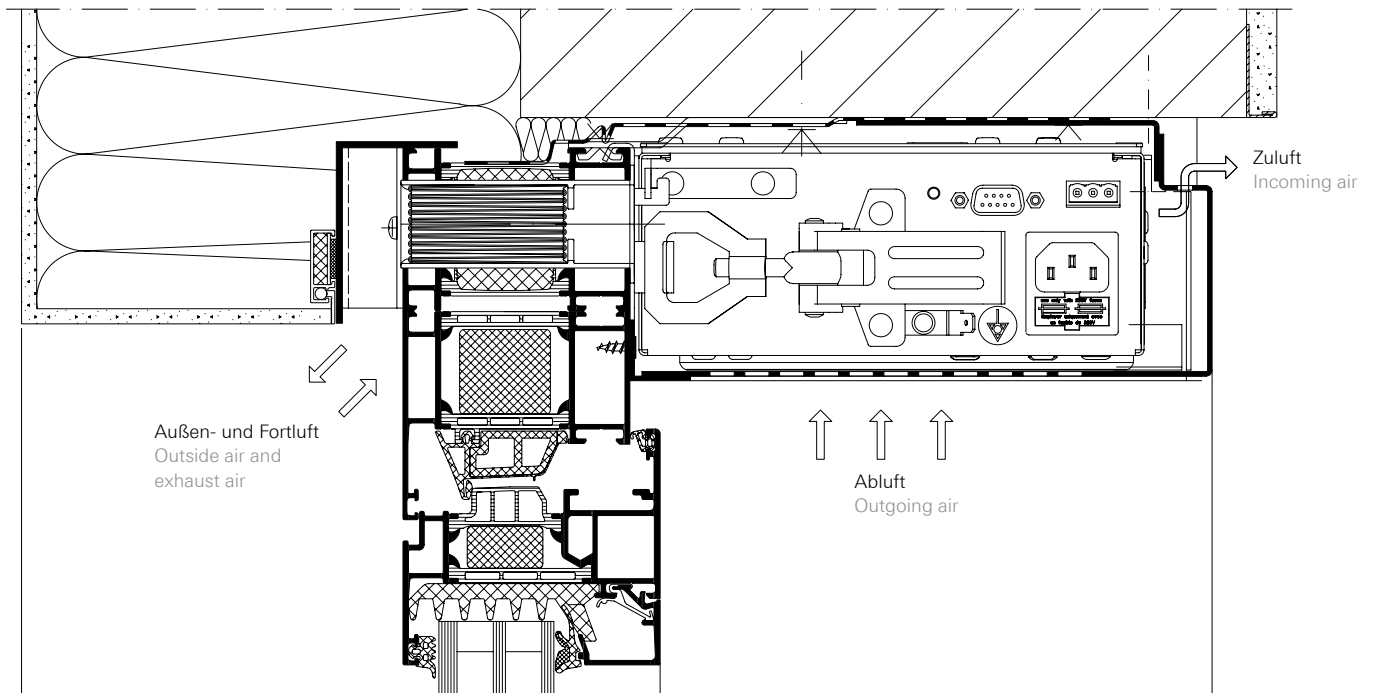 Zuluft
Incoming air
Außen- und Fortluft
Outside air and
exhaust air
Abluft
Outgoing air